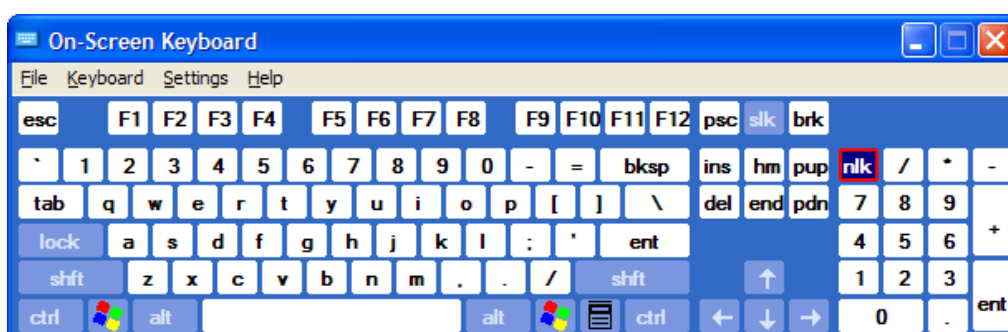 On-Screen Keyboard
File Keyboard Settings Help
esc F1 F2 F3 F4 F5 F6 F7 F8 F9 F10 F11 F12 psc slk brk
` 1 2 3 4 5 6 7 8 9 0 - = bksp ins hm pup nlk / * -
tab q w e r t y u i o p [ ] \ del end pdn 7 8 9
lock a s d f g h j k l ; ' ent 4 5 6 +
shft z x c v b n m , . / shft ↑ 1 2 3
ctrl alt alt ctrl ← ↓ → 0 . ent